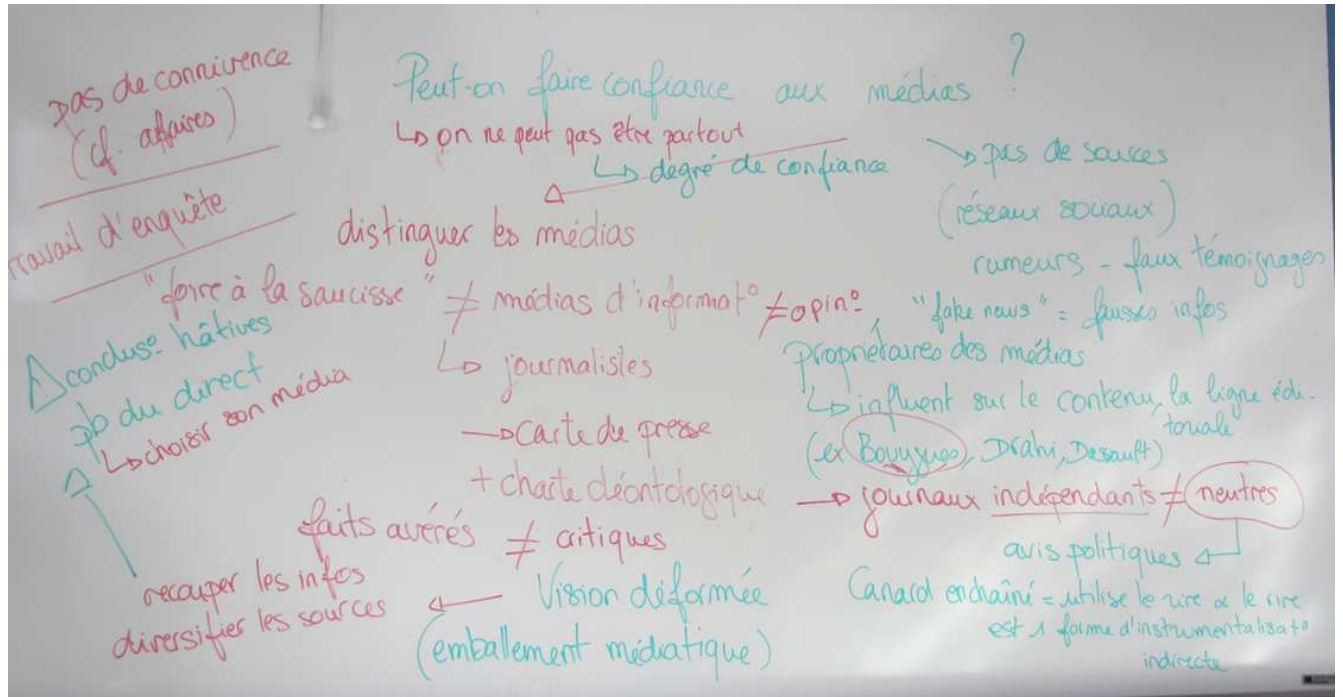 Peut-on faire confiance aux médias ?
↳ on ne peut pas être partout
↳ degré de confiance
pas de connivence
(cf. affaires)
travail d'enquête
distinguer les médias
"foire à la saucisse" ≠ médias d'informat° ≠ opin°
↳ journalistes
→ carte de presse
+ charte déontologique
faits avérés ≠ critiques
Vision déformée
(emballement médiatique)
recouper les infos
diversifier les sources
⚠ conclus° hâtives
pb du direct
↳ choisir son média
→ pas de sources
(réseaux sociaux)
rumeurs - faux témoignages
"fake news" = fausses infos
propriétaires des médias
↳ influent sur le contenu, la ligne édi-
toriale
(ex Bouygues, Drahi, Dassault)
→ journaux indépendants ≠ neutres
avis politiques
Canard enchaîné = utilise le rire & le rire
est 1 forme d'instrumentalisat°
indirecte